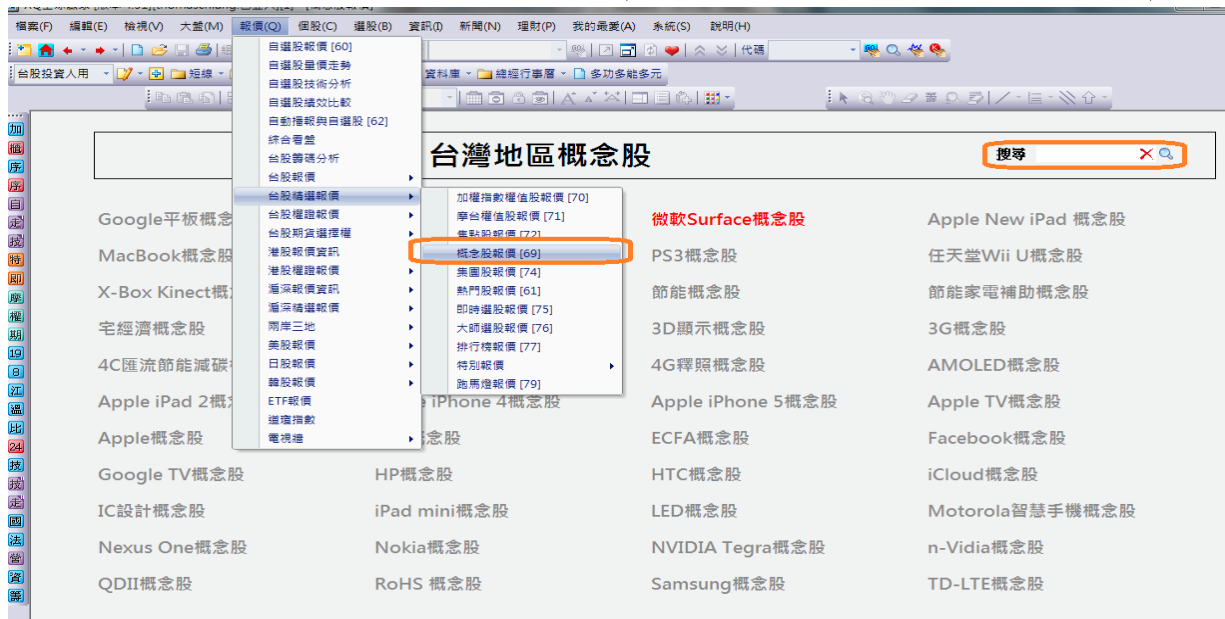 檔案(F) 編輯(E) 檢視(V) 大盤(M) 報價(Q) 個股(C) 選股(B) 資訊(I) 新聞(N) 理財(P) 我的最愛(A) 系統(S) 說明(H)
代碼
台股投資人用 短線 資料庫 總經行事曆 多功多能多元
自選股報價 [60]
自選股量價走勢
自選股技術分析
自選股績效比較
自動播報與自選股 [62]
綜合看盤
台股籌碼分析
台股報價
台股精選報價
台股權證報價
台股期貨選擇權
港股報價資訊
港股權證報價
滬深報價資訊
滬深精選報價
兩岸三地
美股報價
日股報價
韓股報價
ETF報價
道瓊指數
電視牆
加權指數權值股報價 [70]
摩台權值股報價 [71]
焦點股報價 [72]
概念股報價 [69]
集團股報價 [74]
熱門股報價 [61]
即時選股報價 [75]
大師選股報價 [76]
排行榜報價 [77]
特別報價
跑馬燈報價 [79]
台灣地區概念股
搜尋
Google平板概念 微軟Surface概念股 Apple New iPad 概念股
MacBook概念股 PS3概念股 任天堂Wii U概念股
X-Box Kinect概 節能概念股 節能家電補助概念股
宅經濟概念股 3D顯示概念股 3G概念股
4C匯流節能減碳 4G釋照概念股 AMOLED概念股
Apple iPad 2概 iPhone 4概念股 Apple iPhone 5概念股 Apple TV概念股
Apple概念股 念股 ECFA概念股 Facebook概念股
Google TV概念股 HP概念股 HTC概念股 iCloud概念股
IC設計概念股 iPad mini概念股 LED概念股 Motorola智慧手機概念股
Nexus One概念股 Nokia概念股 NVIDIA Tegra概念股 n-Vidia概念股
QDII概念股 RoHS 概念股 Samsung概念股 TD-LTE概念股
加
櫃
序
序
自
走
技
特
即
摩
權
期
19
8
江
溫
比
24
技
技
走
國
法
營
資
籌